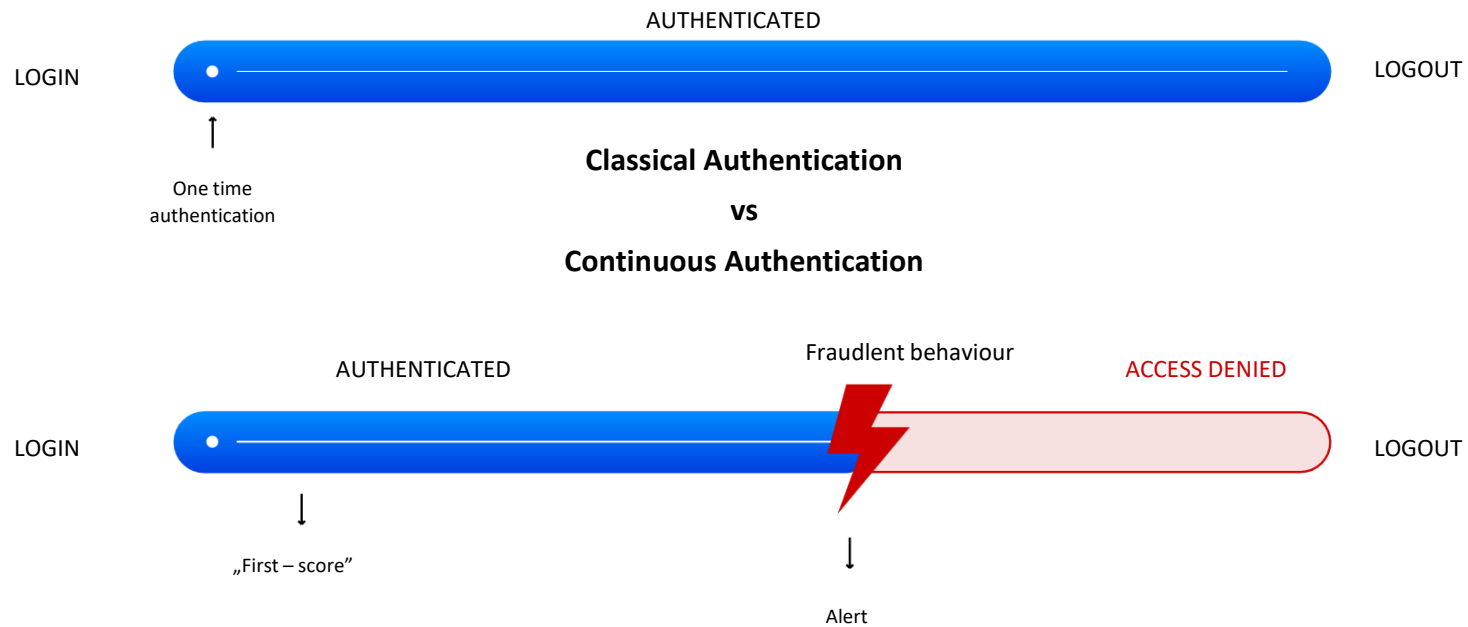 AUTHENTICATED
LOGIN
LOGOUT
One time
authentication
Classical Authentication
vs
Continuous Authentication
Fraudlent behaviour
AUTHENTICATED
ACCESS DENIED
LOGIN
LOGOUT
„First – score”
Alert